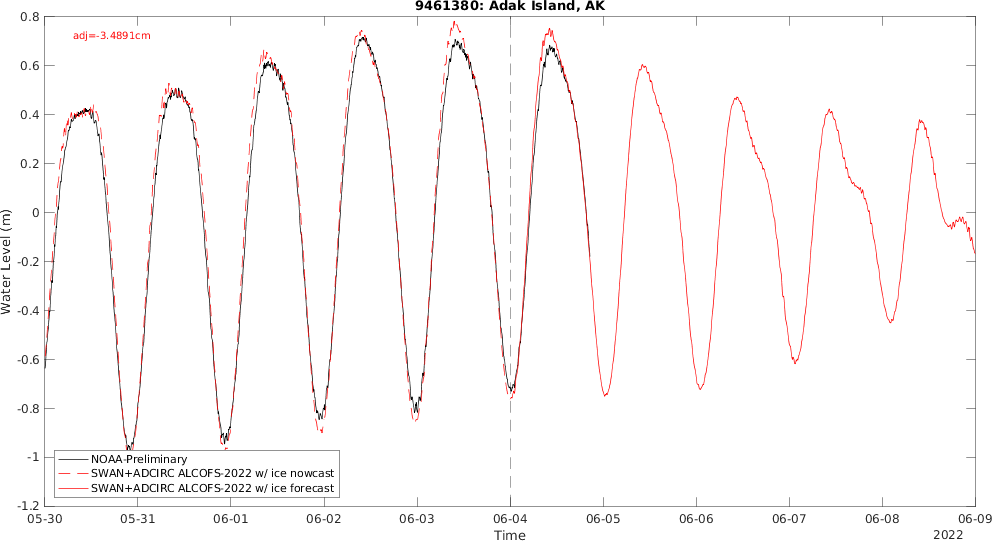 9461380: Adak Island, AK
adj=-3.4891cm
Water Level (m)
0.8
0.6
0.4
0.2
0
-0.2
-0.4
-0.6
-0.8
-1
-1.2
NOAA-Preliminary
SWAN+ADCIRC ALCOFS-2022 w/ ice nowcast
SWAN+ADCIRC ALCOFS-2022 w/ ice forecast
05-30 05-31 06-01 06-02 06-03 06-04 06-05 06-06 06-07 06-08 06-09
Time
2022